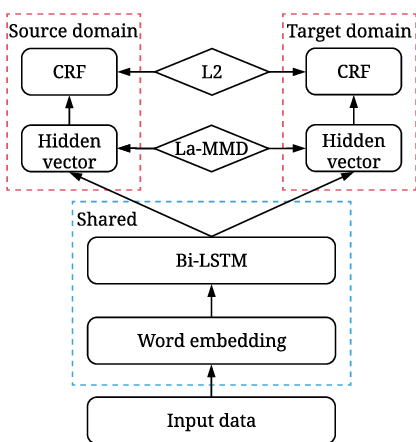 Source domain
Target domain
CRF
L2
CRF
Hidden
vector
La-MMD
Hidden
vector
Shared
Bi-LSTM
Word embedding
Input data